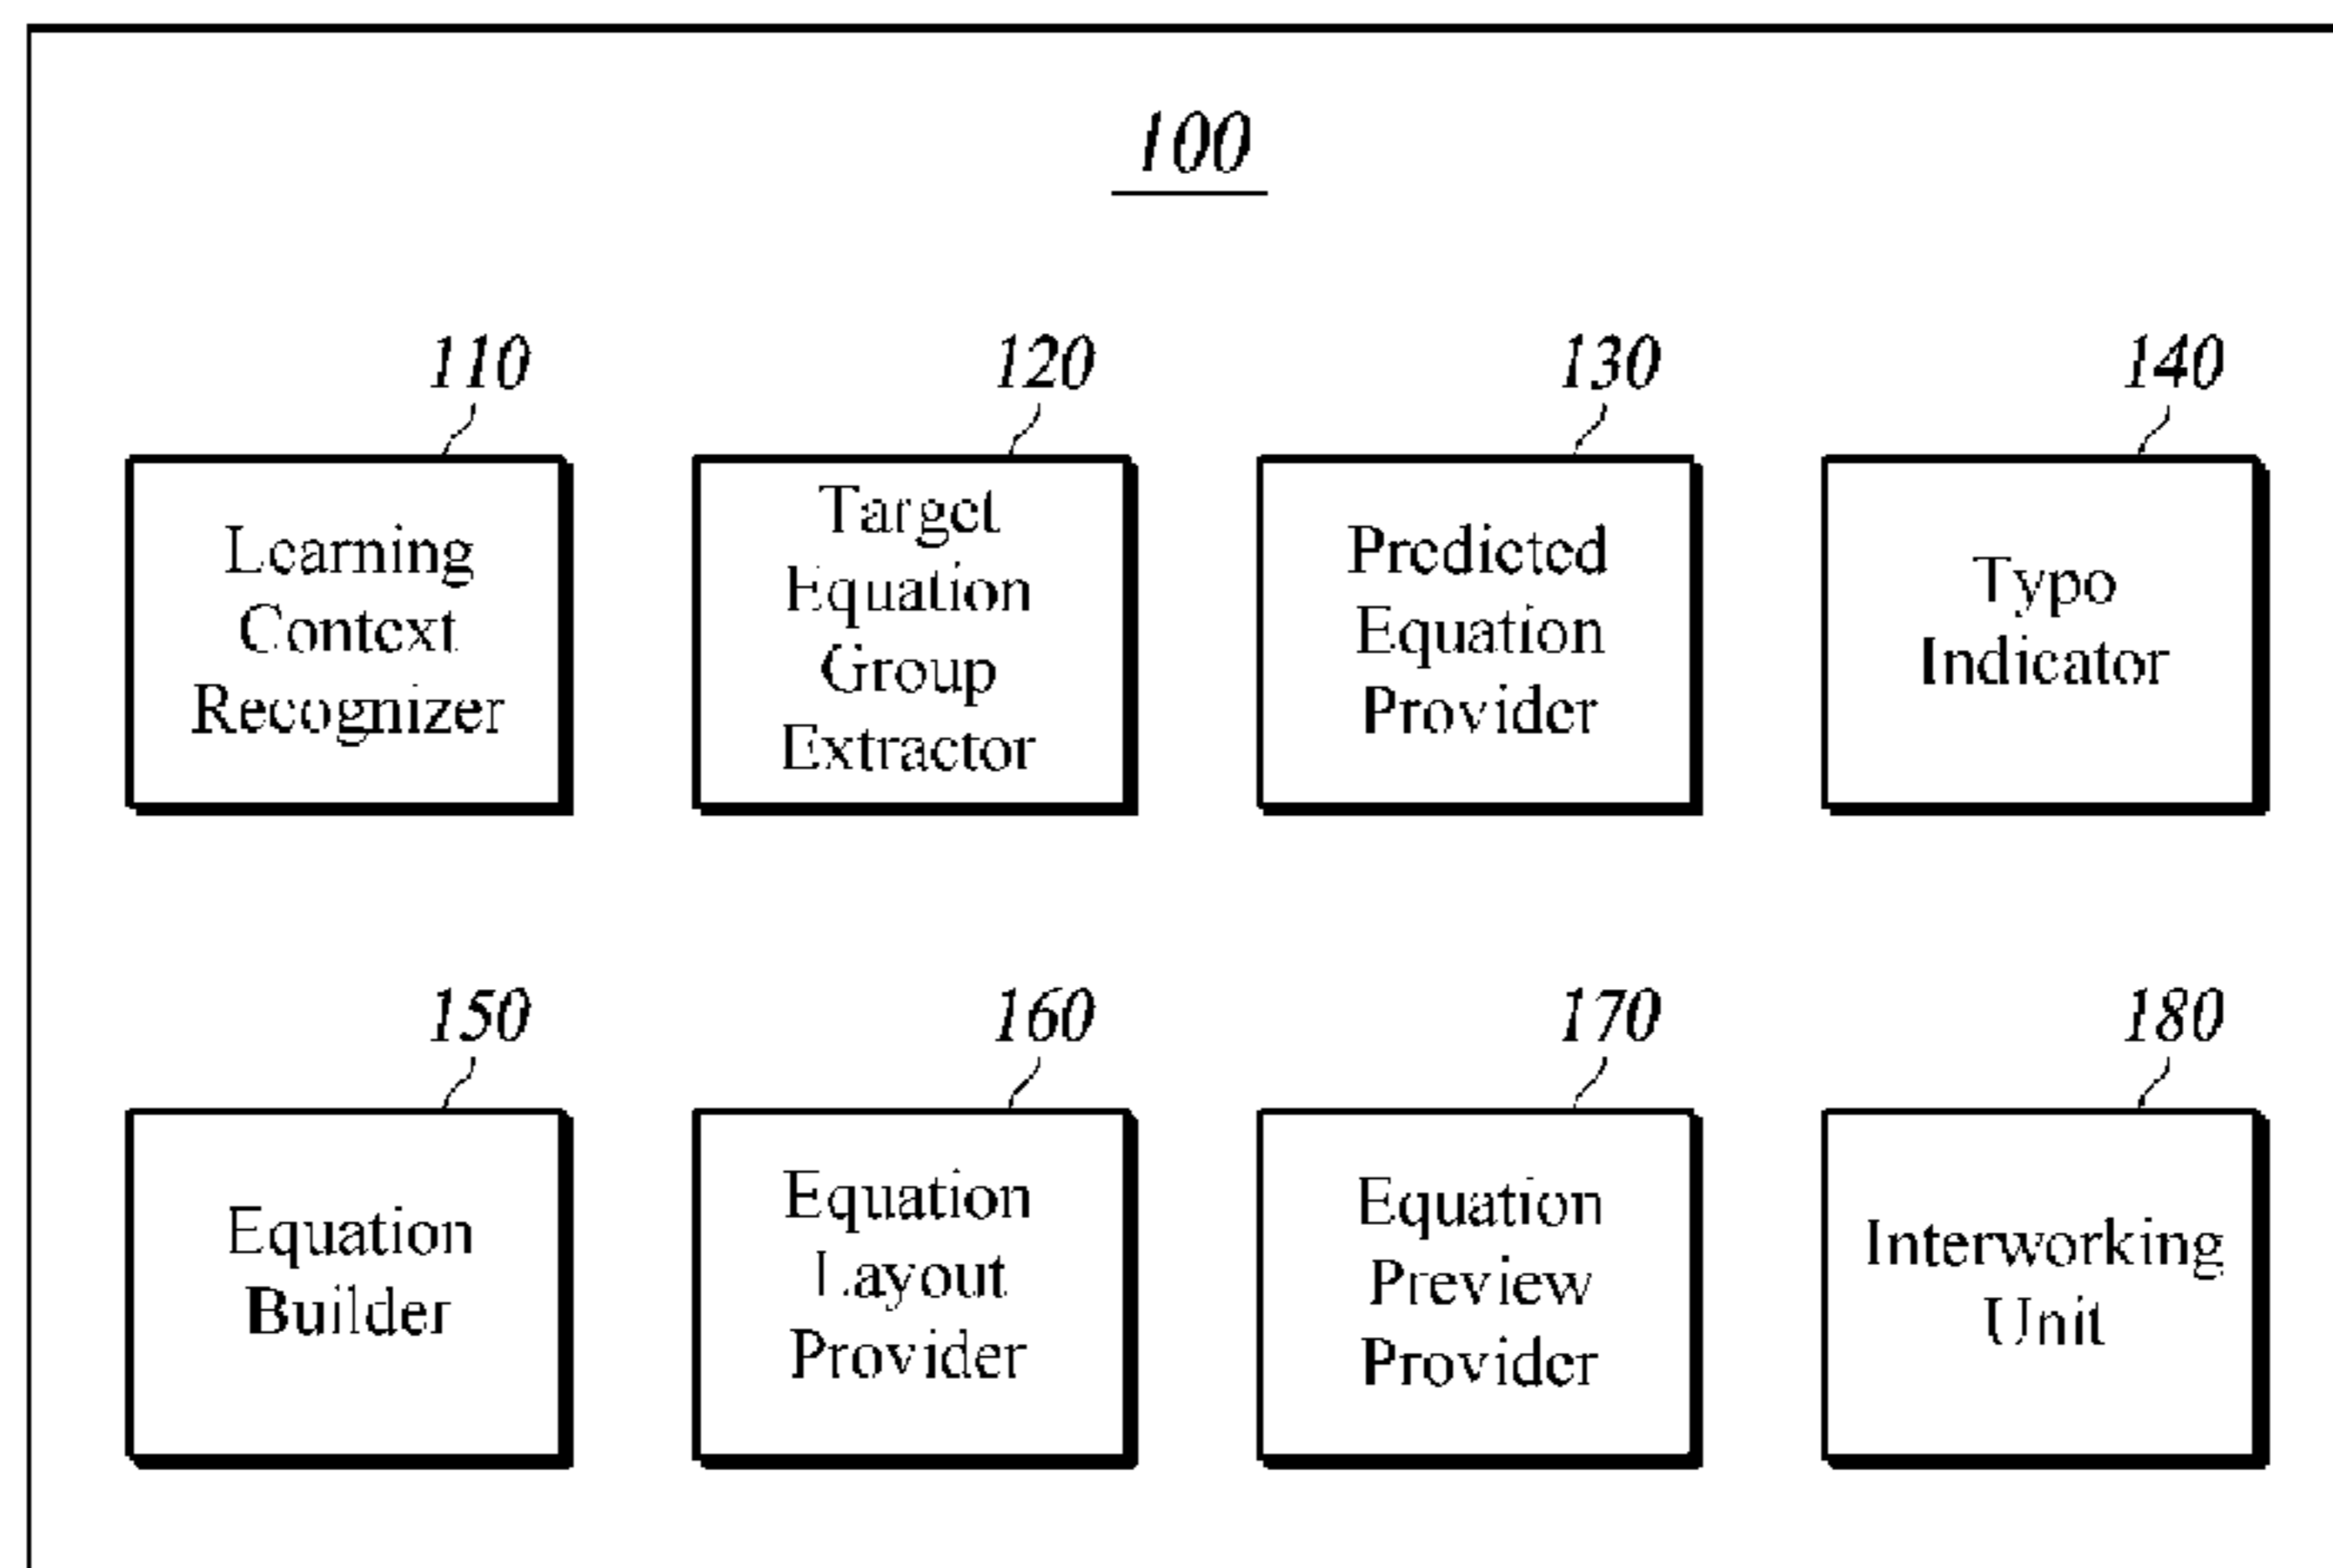 100
110
120
130
140
Learning
Context
Recognizer
Target
Equation
Group
Extractor
Predicted
Equation
Provider
Typo
Indicator
150
160
170
180
Equation
Builder
Equation
Layout
Provider
Equation
Preview
Provider
Interworking
Unit